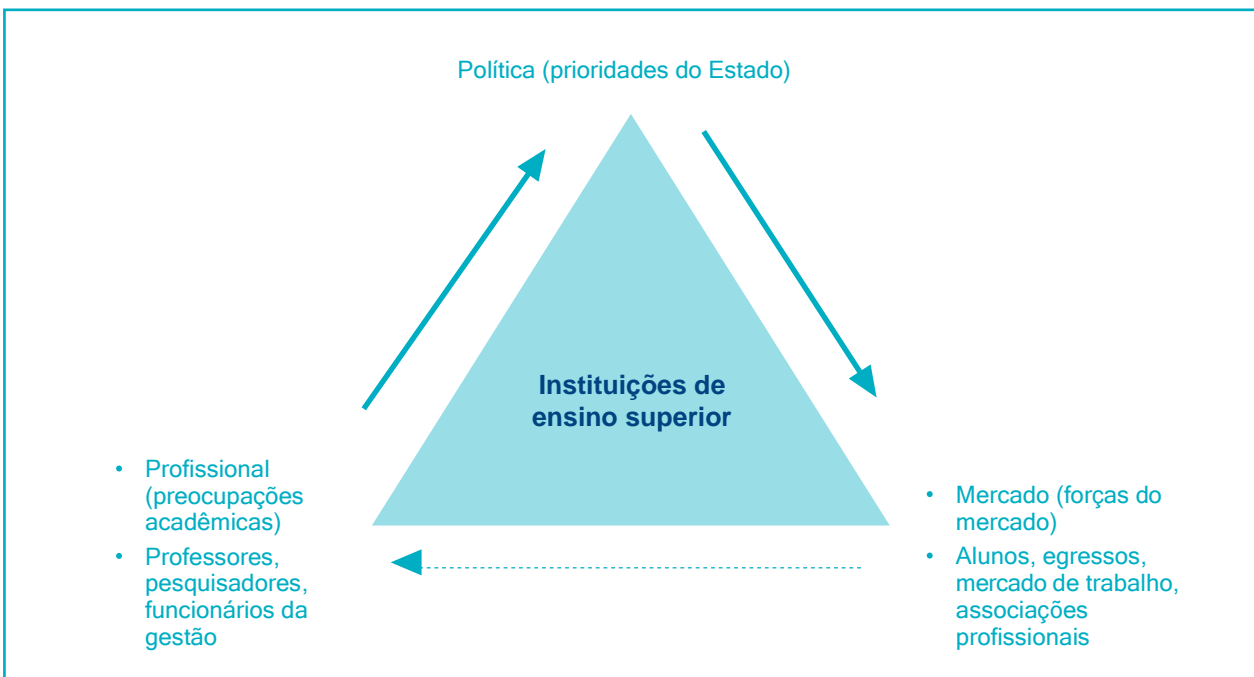 Política (prioridades do Estado)
Instituições de
ensino superior
• Profissional
(preocupações
acadêmicas)
• Professores,
pesquisadores,
funcionários da
gestão
• Mercado (forças do
mercado)
• Alunos, egressos,
mercado de trabalho,
associações
profissionais